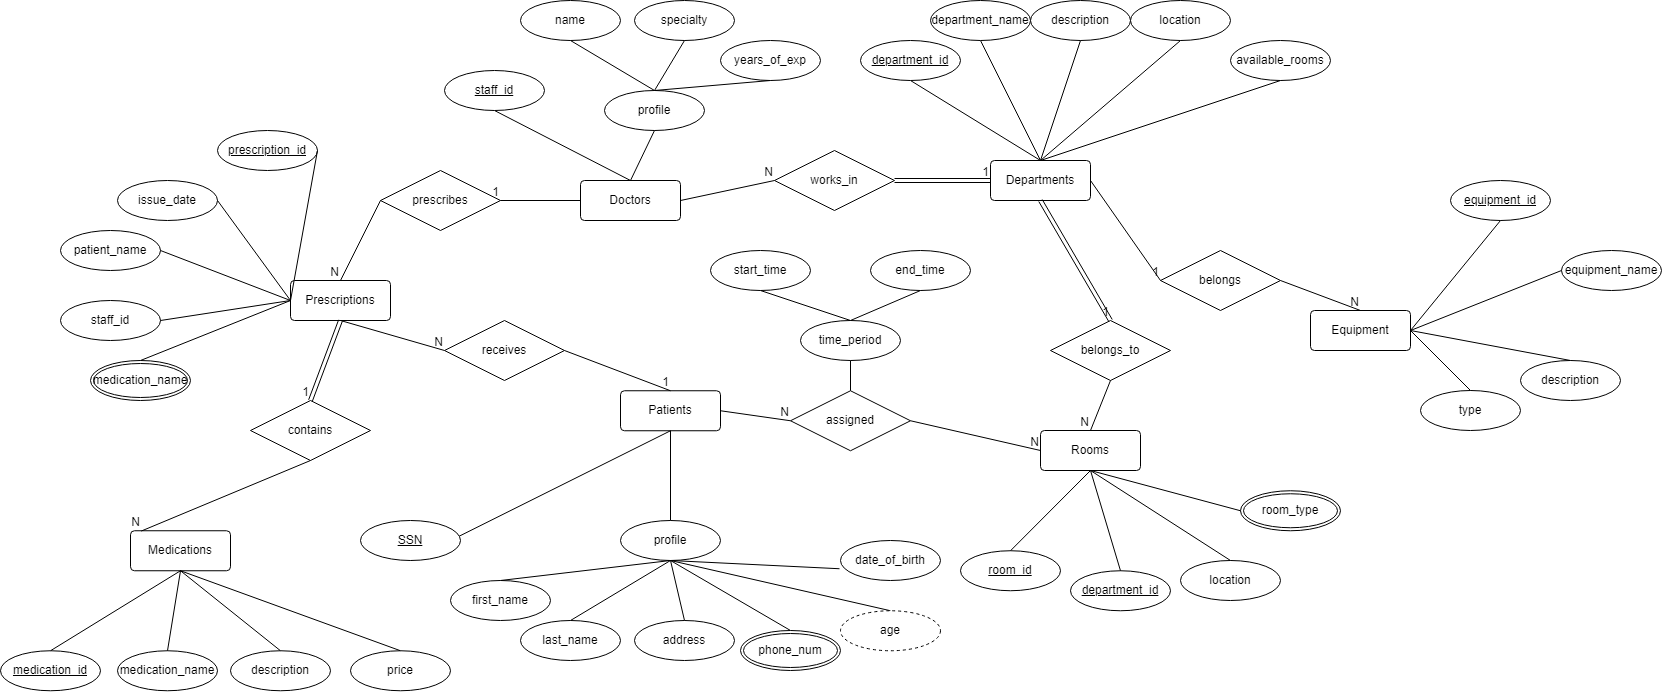 name
specialty
department_name
description
location
years_of_exp
department_id
available_rooms
staff_id
profile
prescription_id
works_in
N
1
Departments
prescribes
1
Doctors
issue_date
equipment_id
patient_name
start_time
end_time
N
1
belongs
equipment_name
Prescriptions
N
staff_id
1
Equipment
time_period
N
receives
belongs_to
medication_name
1
description
1
Patients
N
assigned
N
type
contains
N
Rooms
N
room_type
Medications
SSN
profile
date_of_birth
room_id
department_id
location
first_name
last_name
address
phone_num
age
medication_id
medication_name
description
price